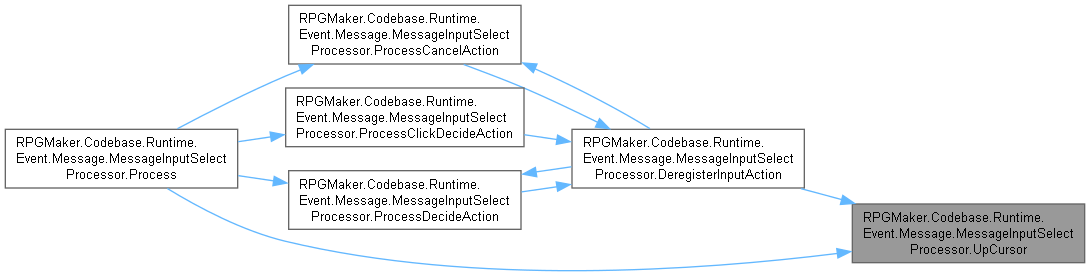 RPGMaker.Codebase.Runtime.
Event.Message.MessageInputSelect
Processor.ProcessCancelAction
RPGMaker.Codebase.Runtime.
Event.Message.MessageInputSelect
Processor.ProcessClickDecideAction
RPGMaker.Codebase.Runtime.
Event.Message.MessageInputSelect
Processor.Process
RPGMaker.Codebase.Runtime.
Event.Message.MessageInputSelect
Processor.DeregisterInputAction
RPGMaker.Codebase.Runtime.
Event.Message.MessageInputSelect
Processor.ProcessDecideAction
RPGMaker.Codebase.Runtime.
Event.Message.MessageInputSelect
Processor.UpCursor